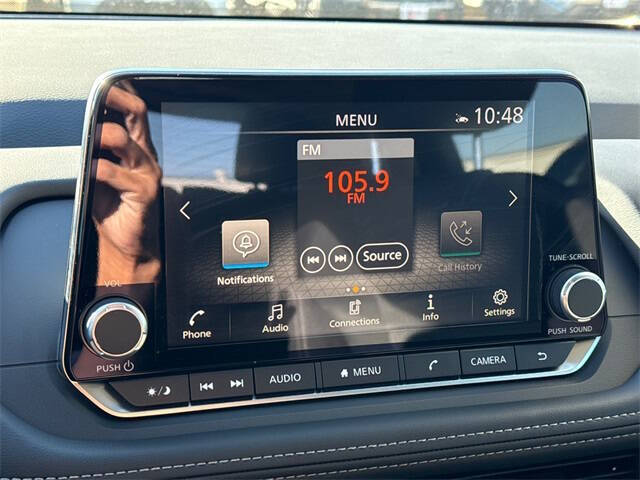 MENU
10:48
FM
105.9
FM
Source
Notifications
Call History
Phone
Audio
Connections
Info
Settings
VOL
PUSH
TUNE·SCROLL
PUSH SOUND
AUDIO
MENU
CAMERA